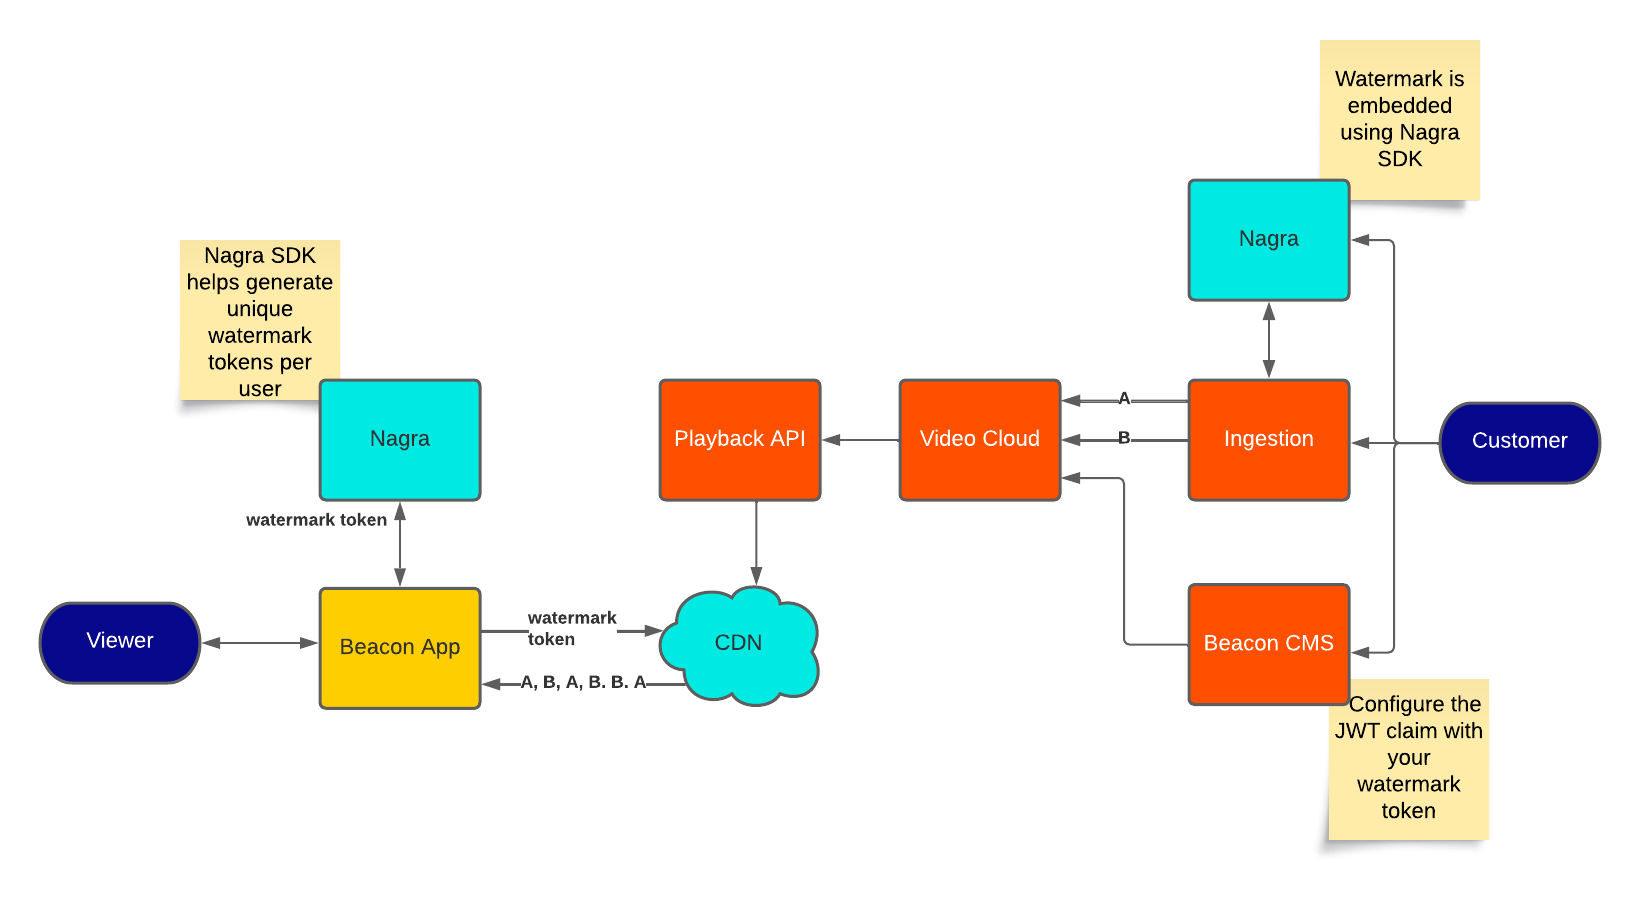 Watermark is
embedded
using Nagra
SDK
Nagra
Nagra SDK
helps generate
unique
watermark
tokens per
user
Nagra
Playback API
Video Cloud
A
B
Ingestion
Customer
watermark token
Viewer
Beacon App
watermark
token
A, B, A, B. B. A
CDN
Beacon CMS
Configure the
JWT claim with
your
watermark
token